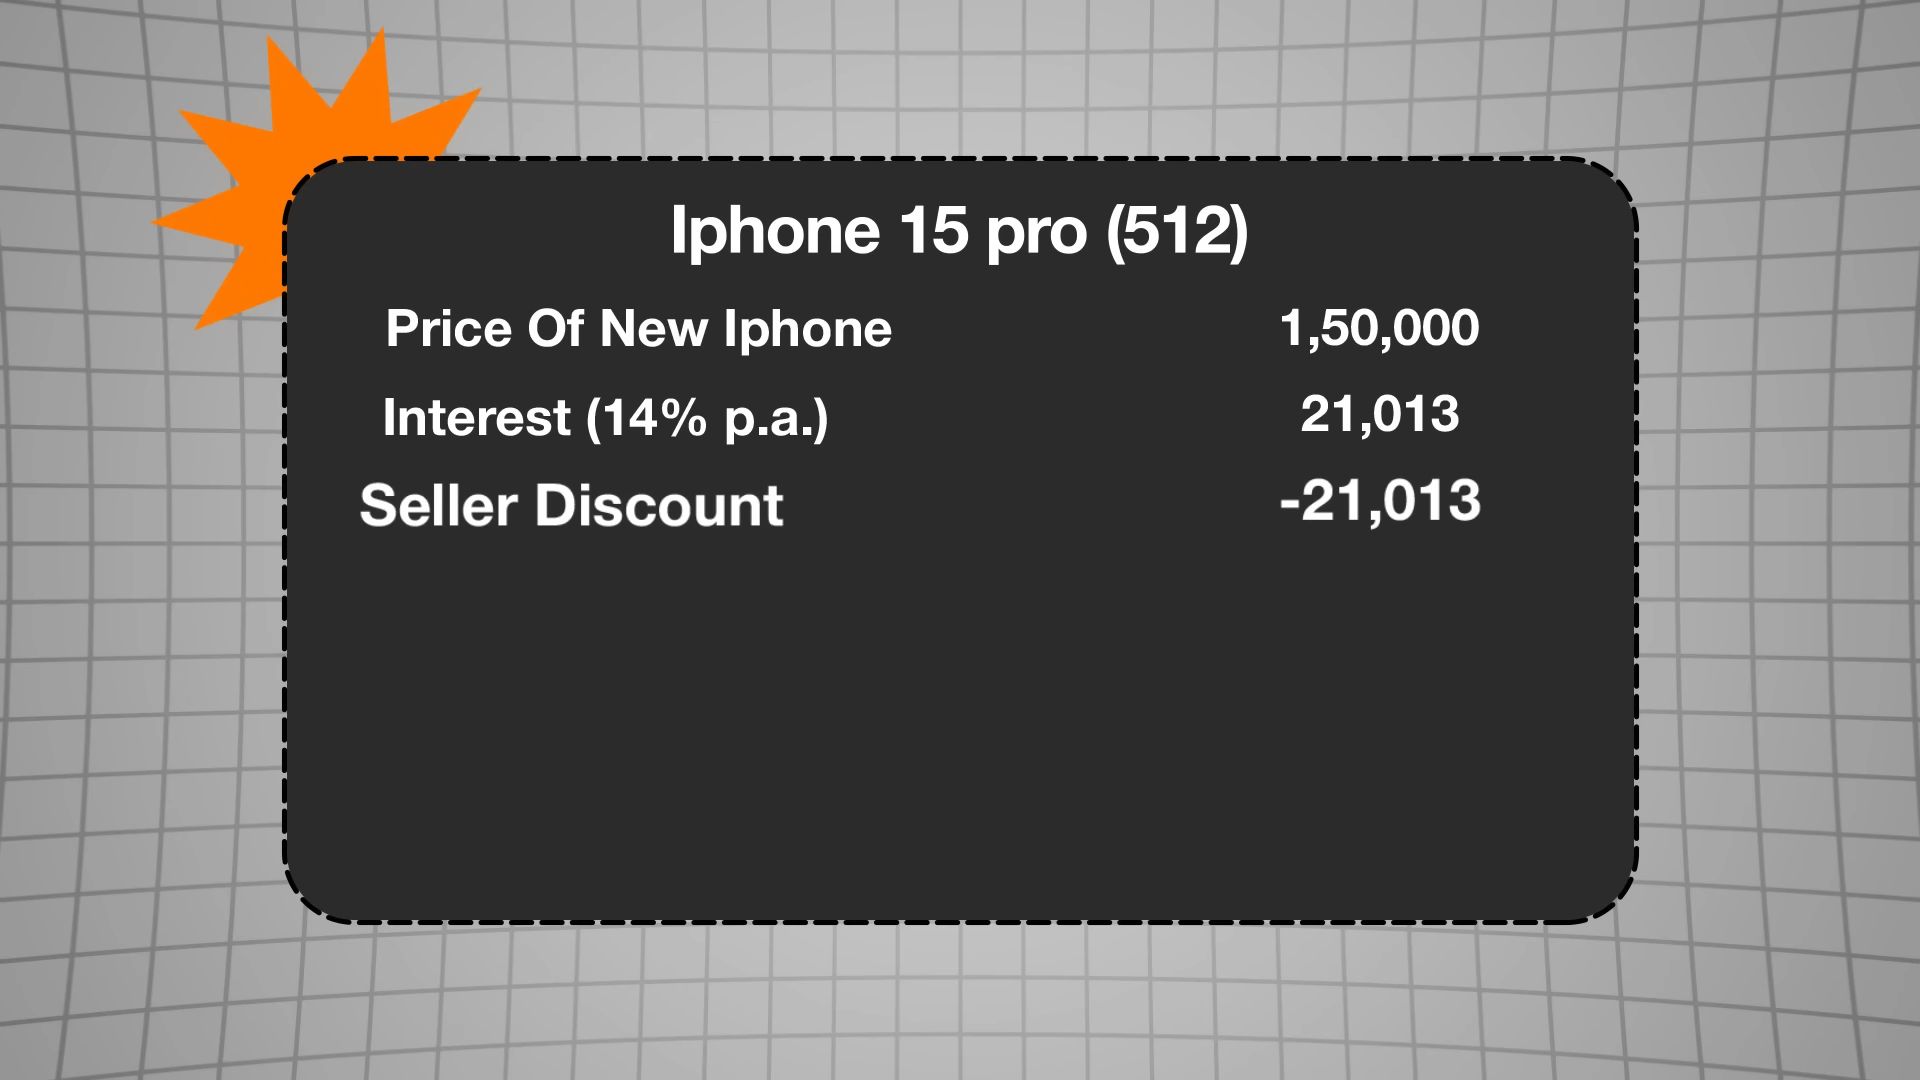 Iphone 15 pro (512)
Price Of New Iphone 1,50,000
Interest (14% p.a.) 21,013
Seller Discount -21,013